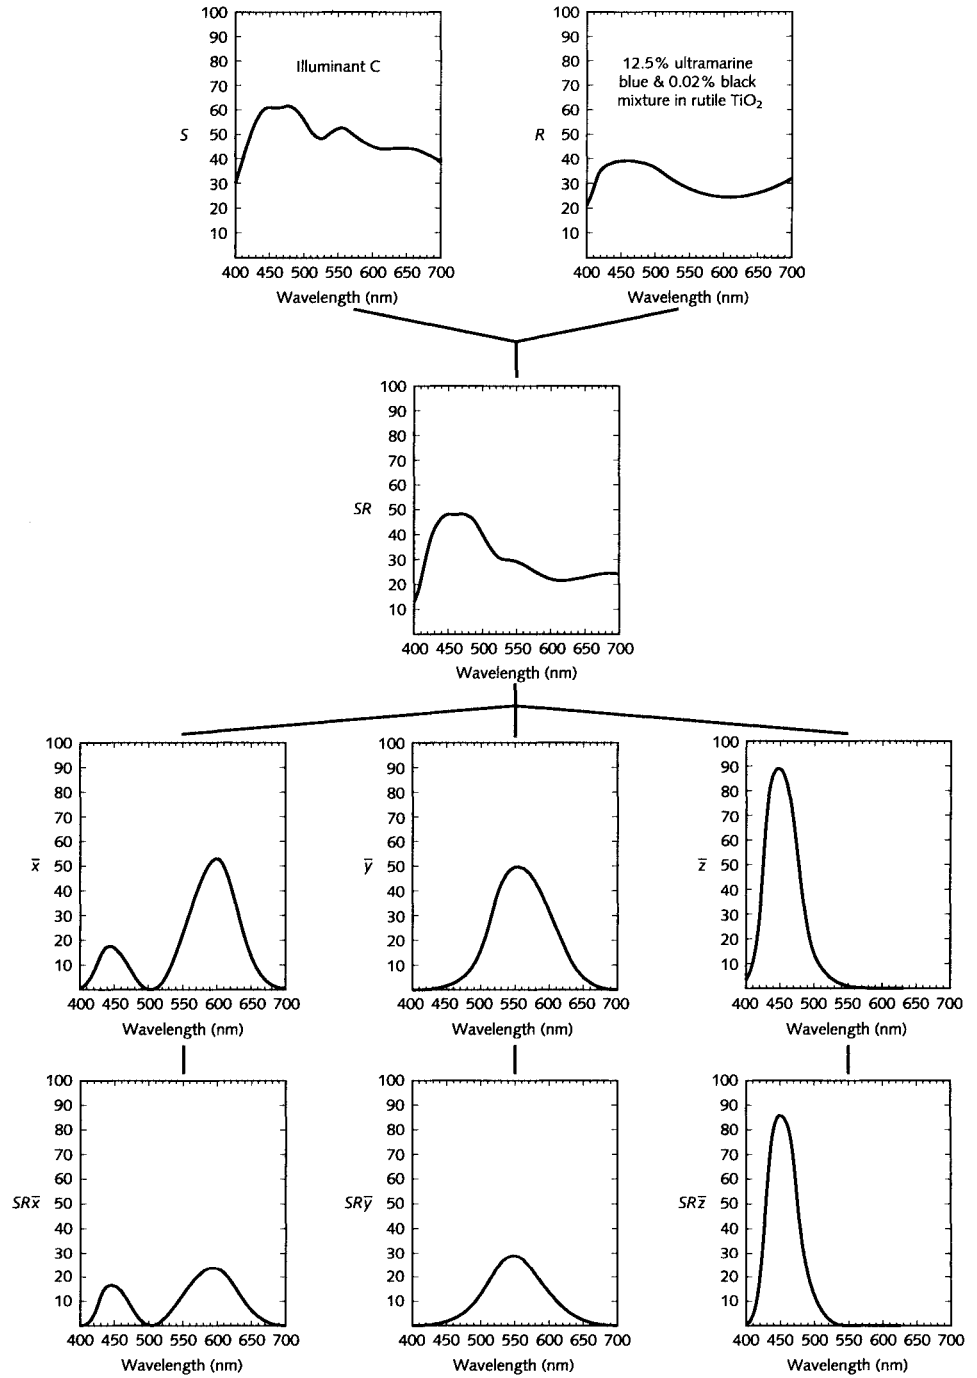 100
90
80
70
60
50
40
30
20
10
S
Illuminant C
400 450 500 550 600 650 700
Wavelength (nm)
100
90
80
70
60
50
40
30
20
10
R
12.5% ultramarine
blue & 0.02% black
mixture in rutile TiO₂
400 450 500 550 600 650 700
Wavelength (nm)
100
90
80
70
60
50
40
30
20
10
SR
400 450 500 550 600 650 700
Wavelength (nm)
100
90
80
70
60
50
40
30
20
10
x̄
400 450 500 550 600 650 700
Wavelength (nm)
100
90
80
70
60
50
40
30
20
10
ȳ
400 450 500 550 600 650 700
Wavelength (nm)
100
90
80
70
60
50
40
30
20
10
z̄
400 450 500 550 600 650 700
Wavelength (nm)
100
90
80
70
60
50
40
30
20
10
SRx̄
400 450 500 550 600 650 700
Wavelength (nm)
100
90
80
70
60
50
40
30
20
10
SRȳ
400 450 500 550 600 650 700
Wavelength (nm)
100
90
80
70
60
50
40
30
20
10
SRz̄
400 450 500 550 600 650 700
Wavelength (nm)